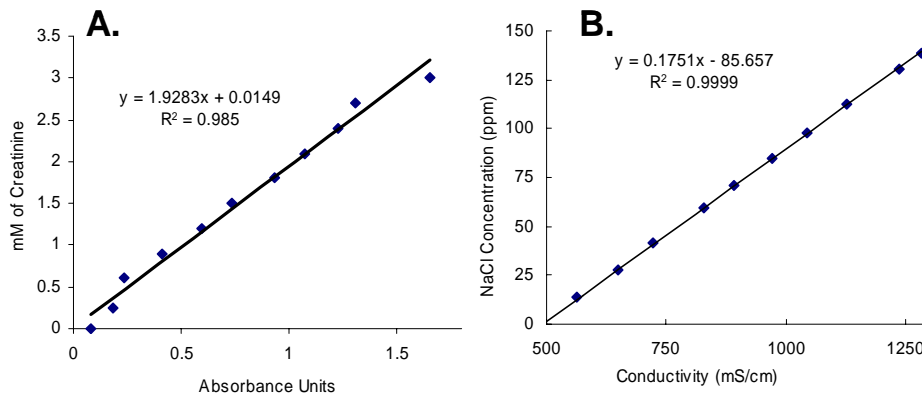 A.
3.5
3
2.5
2
1.5
1
0.5
0
mM of Creatinine
y = 1.9283x + 0.0149
R² = 0.985
0 0.5 1 1.5
Absorbance Units
B.
150
125
100
75
50
25
0
NaCl Concentration (ppm)
y = 0.1751x - 85.657
R² = 0.9999
500 750 1000 1250
Conductivity (mS/cm)